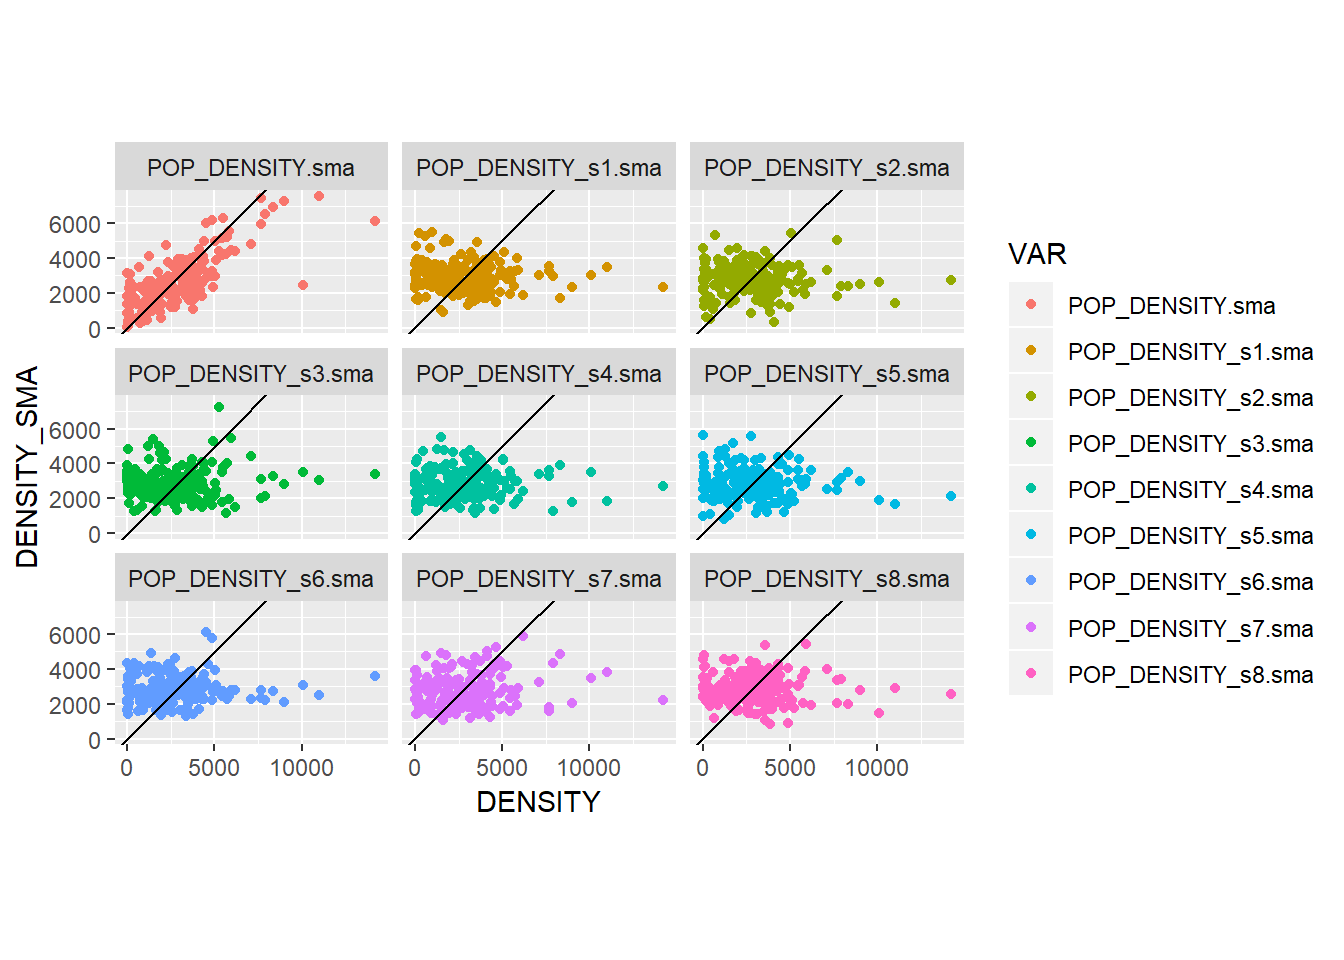 POP_DENSITY.sma
POP_DENSITY_s1.sma
POP_DENSITY_s2.sma
6000
4000
2000
0
POP_DENSITY_s3.sma
POP_DENSITY_s4.sma
POP_DENSITY_s5.sma
6000
4000
2000
0
POP_DENSITY_s6.sma
POP_DENSITY_s7.sma
POP_DENSITY_s8.sma
6000
4000
2000
0
0 5000 10000
0 5000 10000
0 5000 10000
DENSITY
DENSITY_SMA
VAR
POP_DENSITY.sma
POP_DENSITY_s1.sma
POP_DENSITY_s2.sma
POP_DENSITY_s3.sma
POP_DENSITY_s4.sma
POP_DENSITY_s5.sma
POP_DENSITY_s6.sma
POP_DENSITY_s7.sma
POP_DENSITY_s8.sma